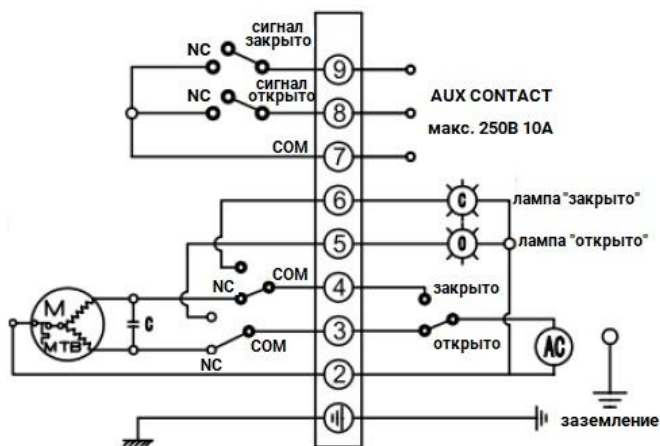 сигнал
закрыто
NC
9
сигнал
открыто
NC
8
AUX CONTACT
макс. 250В 10А
COM
7
6
C
лампа "закрыто"
5
O
лампа "открыто"
COM
NC
4
закрыто
M
MTB
C
3
открыто
COM
NC
AC
2
заземление